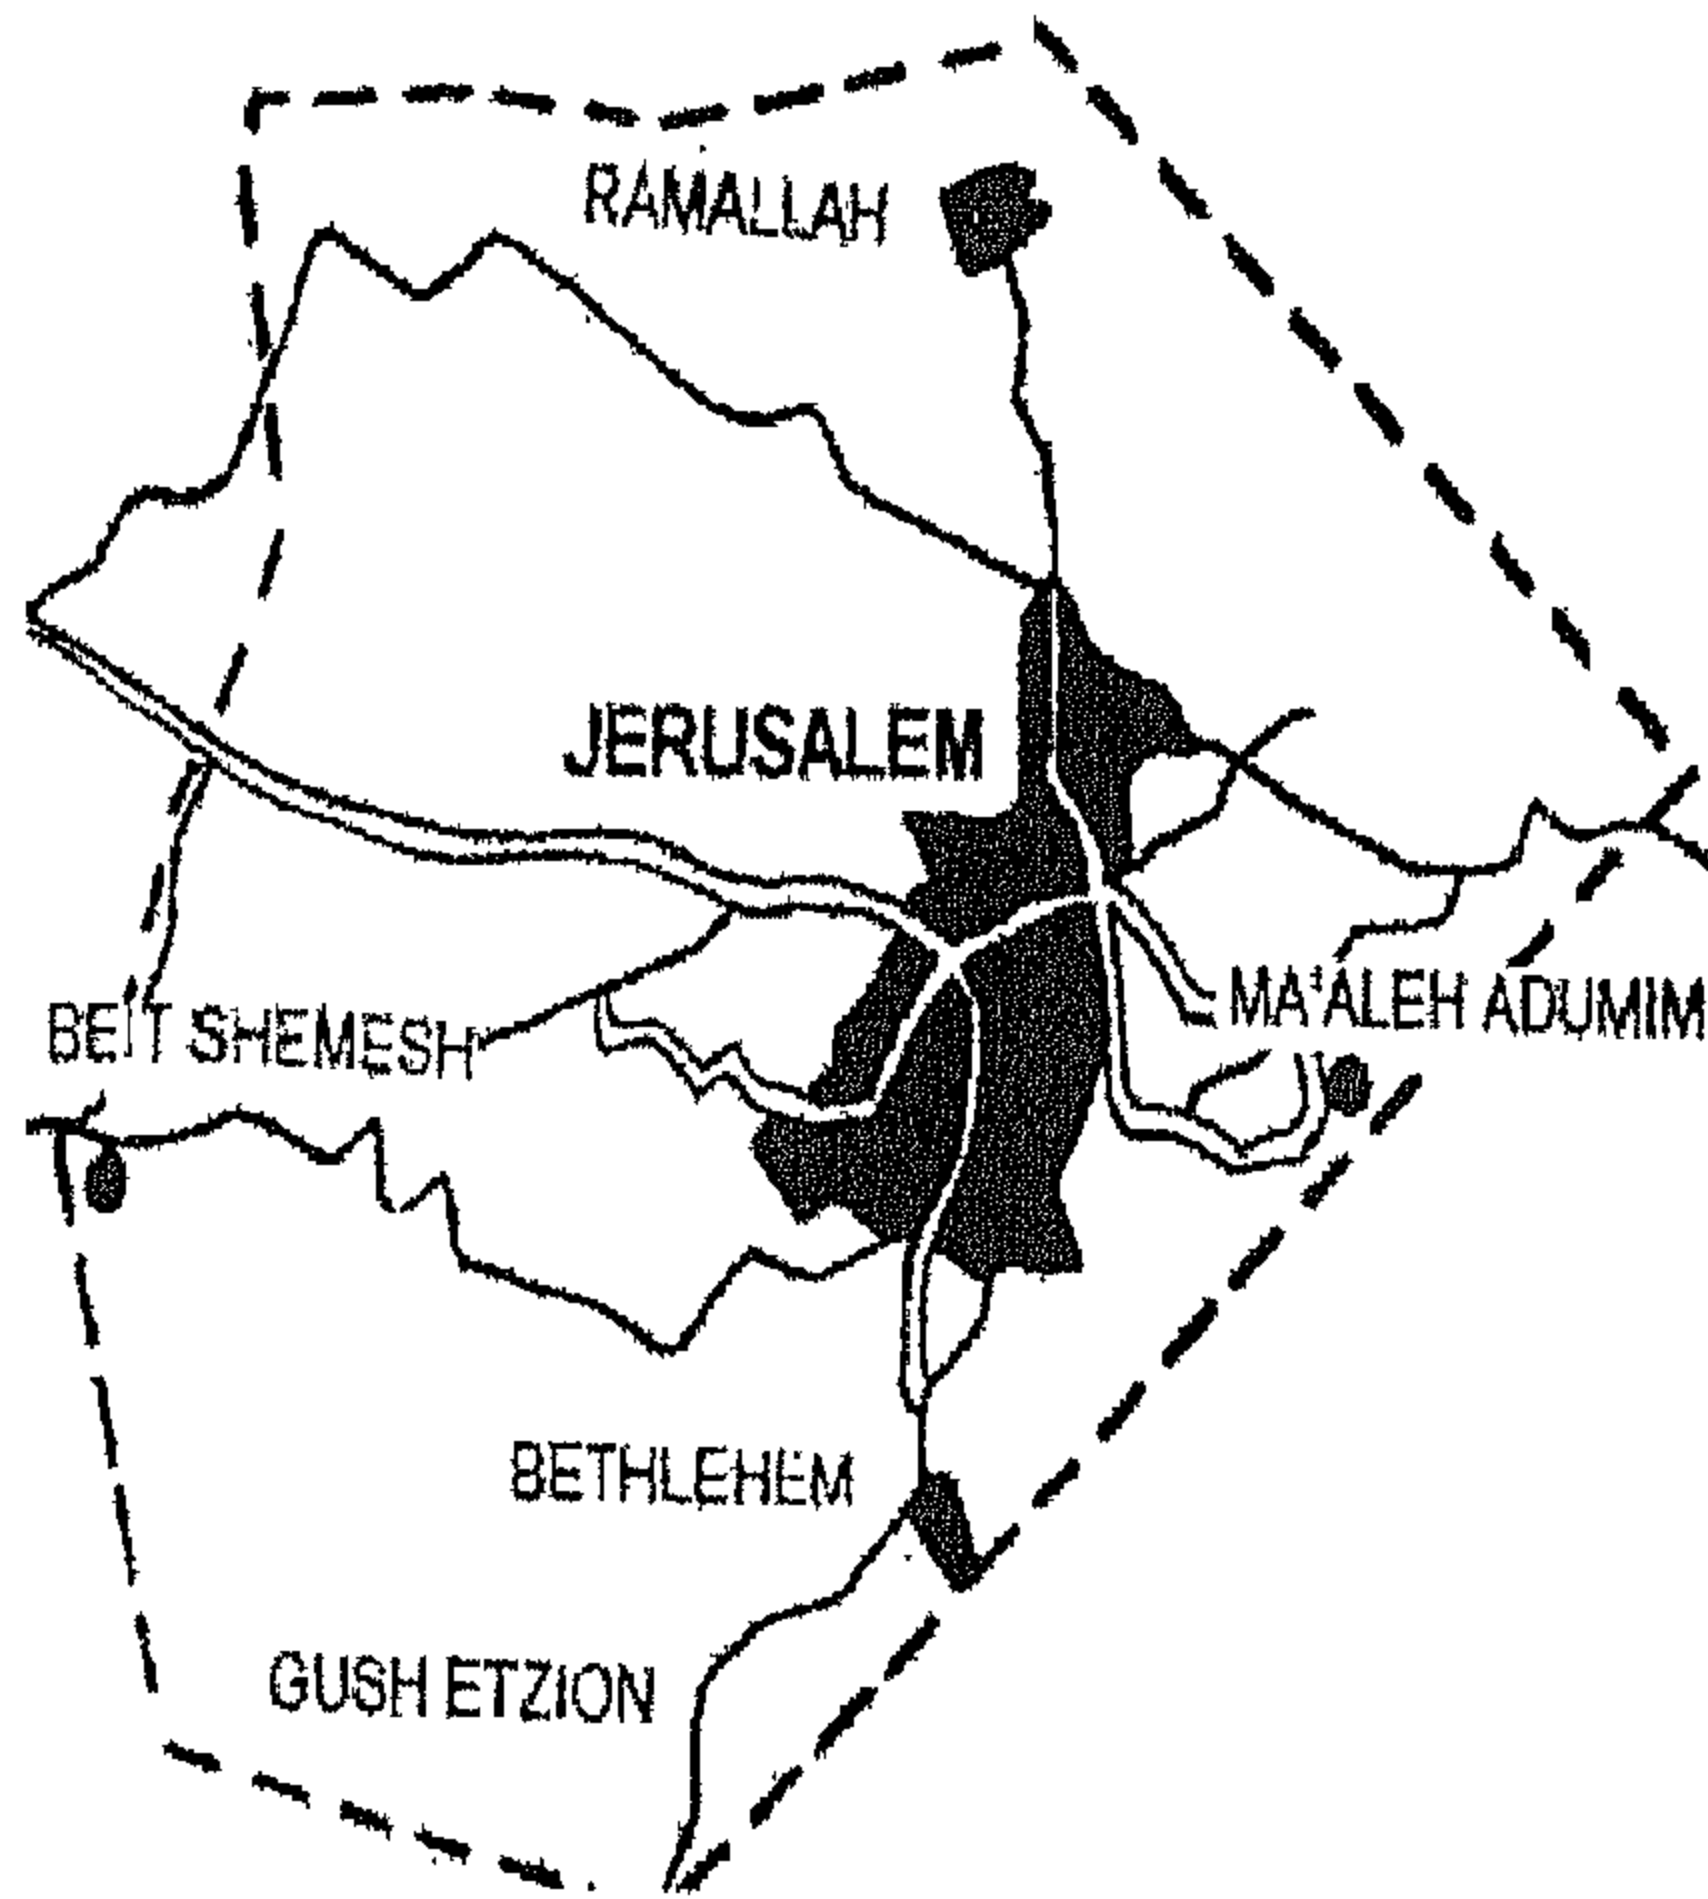 RAMALLAH
JERUSALEM
MA'ALEH ADUMIM
BEIT SHEMESH
BETHLEHEM
GUSH ETZION